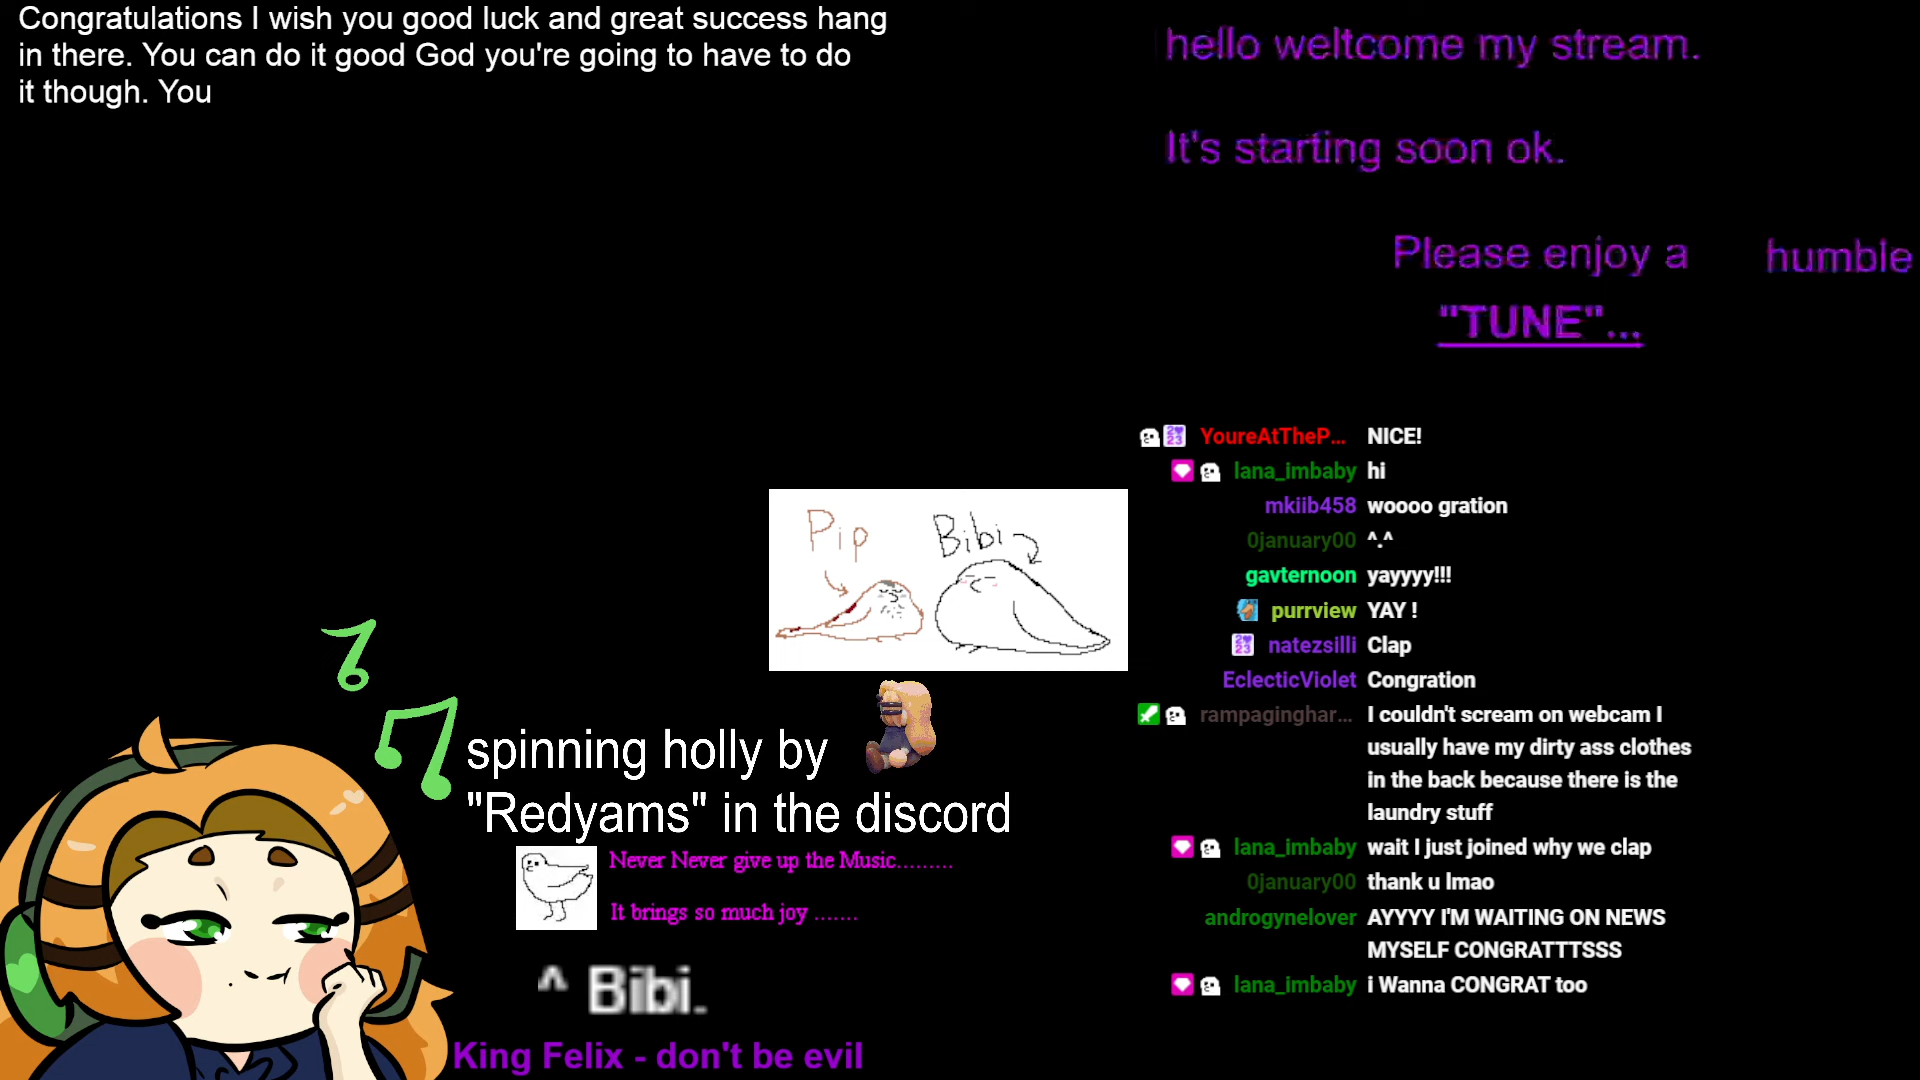 Congratulations I wish you good luck and great success hang
in there. You can do it good God you're going to have to do
it though. You
hello weltcome my stream.
It's starting soon ok.
Please enjoy a humble
"TUNE"...
YoureAtTheP... NICE!
lana_imbaby hi
mkiib458 woooo gration
0january00 ^.^
gavternoon yayyyy!!!
purrview YAY !
natezsilli Clap
EclecticViolet Congration
rampaginghar... I couldn't scream on webcam I
usually have my dirty ass clothes
in the back because there is the
laundry stuff
lana_imbaby wait I just joined why we clap
0january00 thank u lmao
androgynelover AYYYY I'M WAITING ON NEWS
MYSELF CONGRATTTSSS
lana_imbaby i Wanna CONGRAT too
Pip Bibi
spinning holly by
"Redyams" in the discord
Never Never give up the Music.........
It brings so much joy .......
^ Bibi.
King Felix - don't be evil